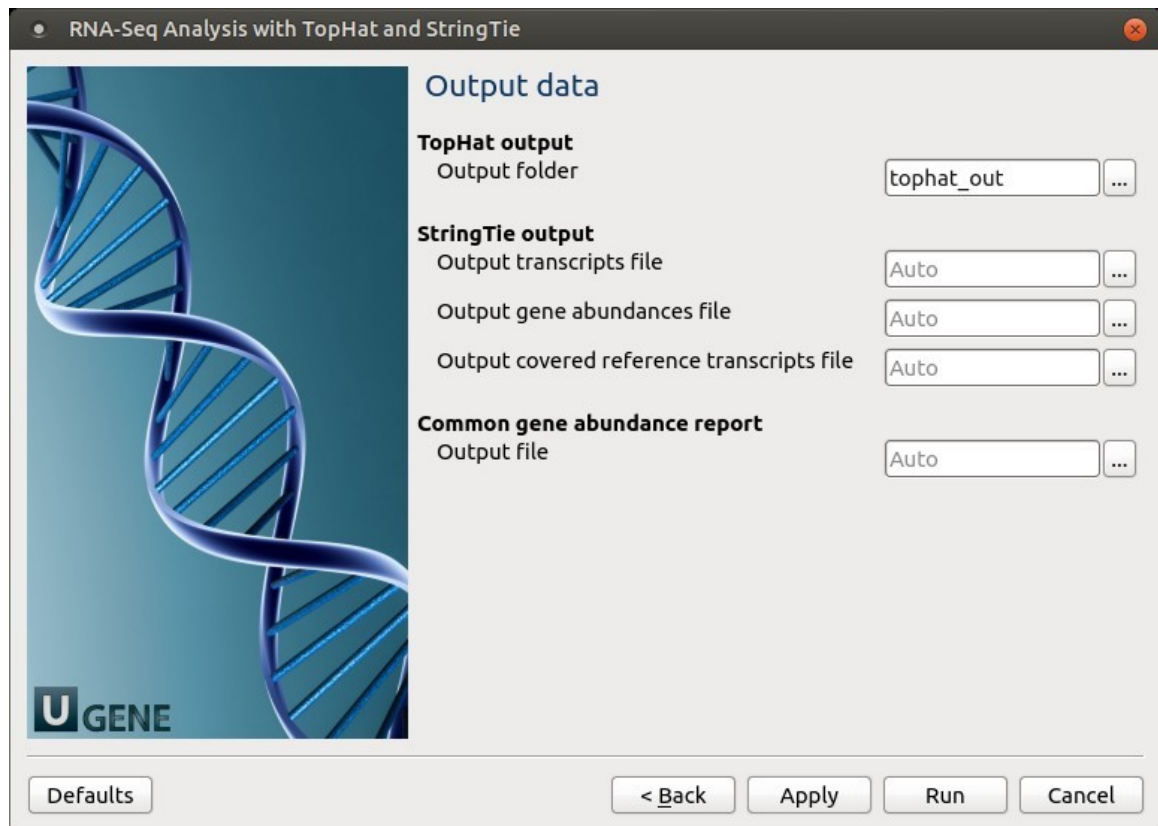 RNA-Seq Analysis with TopHat and StringTie
Output data
TopHat output
Output folder
tophat_out
...
StringTie output
Output transcripts file
Auto
...
Output gene abundances file
Auto
...
Output covered reference transcripts file
Auto
...
Common gene abundance report
Output file
Auto
...
U GENE
Defaults
< Back
Apply
Run
Cancel